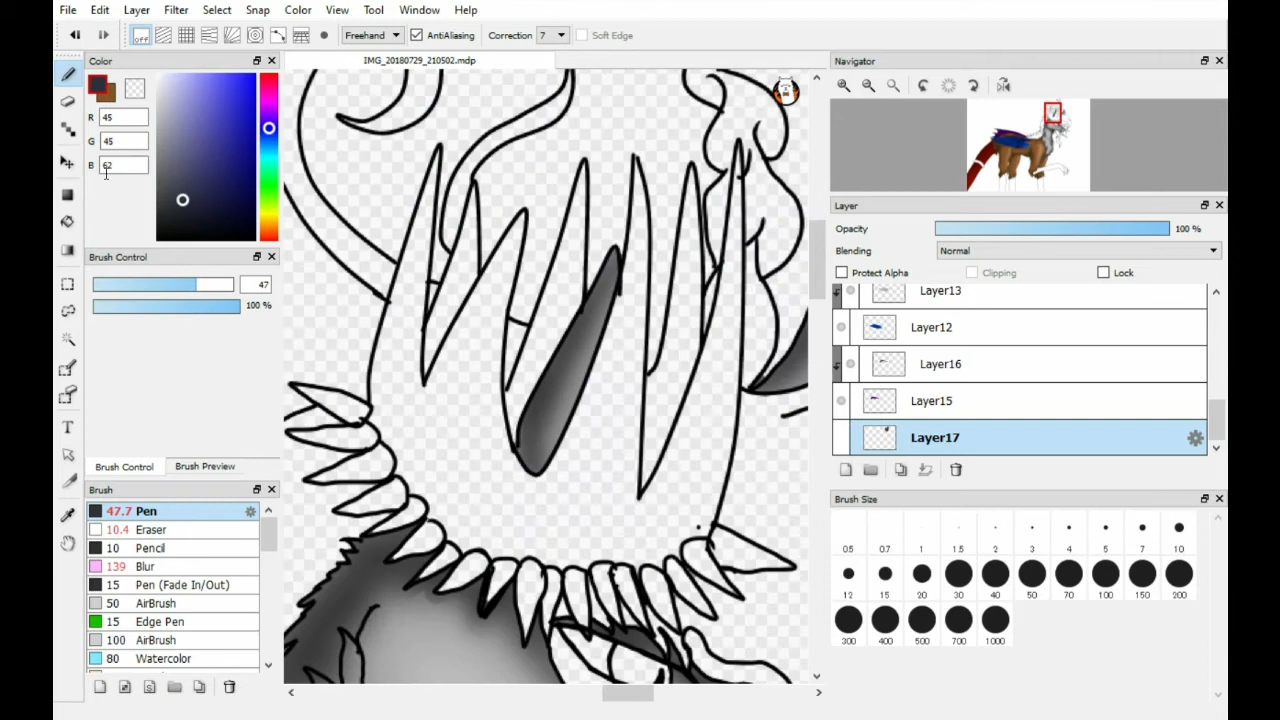 File Edit Layer Filter Select Snap Color View Tool Window Help
off Freehand AntiAliasing Correction 7 Soft Edge
Color
IMG_20180729_210502.mdp
Navigator
R 45
G 45
B 62
Brush Control
47
100 %
Brush Control Brush Preview
Brush
47.7 Pen
10.4 Eraser
10 Pencil
139 Blur
15 Pen (Fade In/Out)
50 AirBrush
15 Edge Pen
100 AirBrush
80 Watercolor
Layer
Opacity 100 %
Blending Normal
Protect Alpha Clipping Lock
Layer13
Layer12
Layer16
Layer15
Layer17
Brush Size
0.5 0.7 1 1.5 2 3 4 5 7 10
12 15 20 30 40 50 70 100 150 200
300 400 500 700 1000